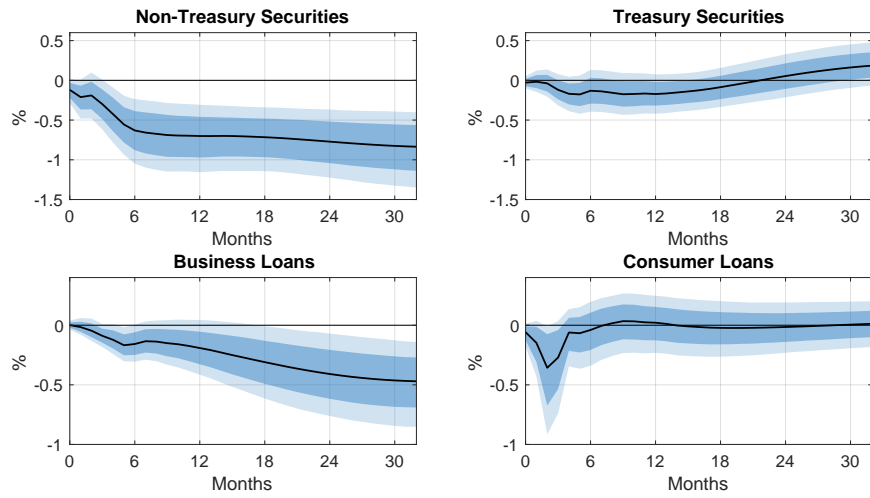 Non-Treasury Securities
0.5
0
-0.5
-1
-1.5
%
0 6 12 18 24 30
Months
Treasury Securities
0.5
0
-0.5
-1
-1.5
%
0 6 12 18 24 30
Months
Business Loans
0
-0.5
-1
%
0 6 12 18 24 30
Months
Consumer Loans
0
-0.5
-1
%
0 6 12 18 24 30
Months